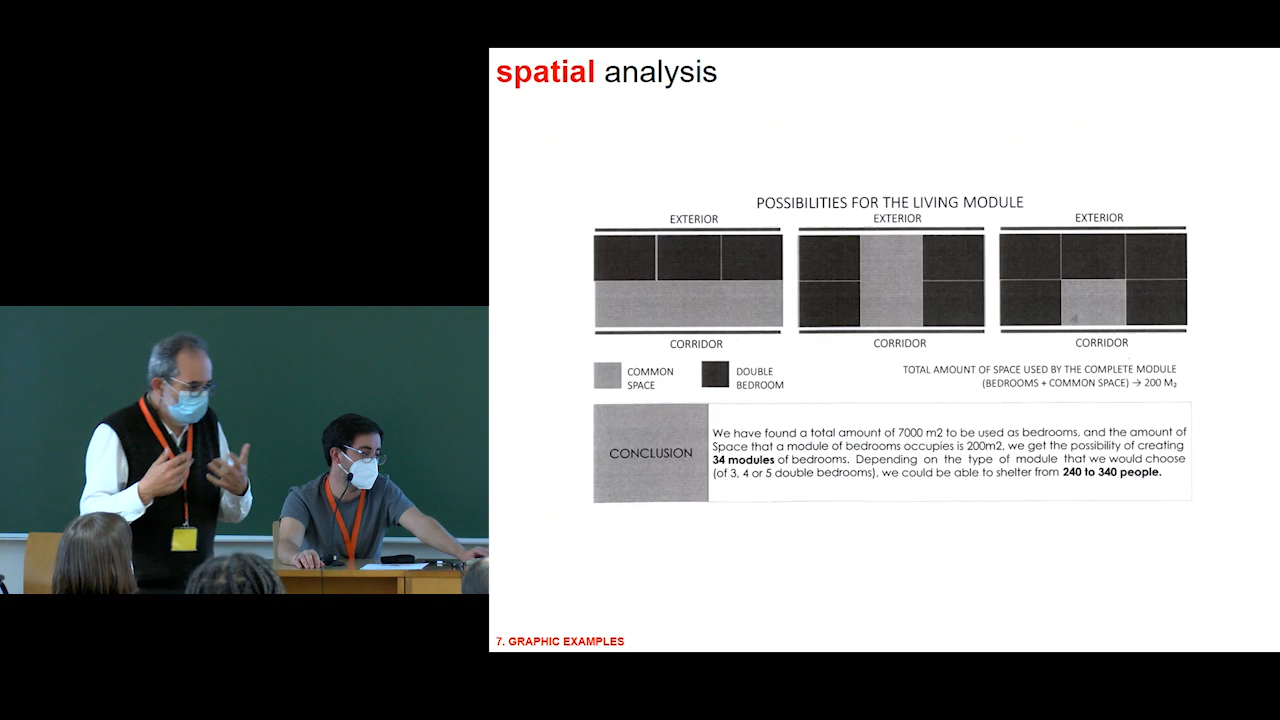 spatial analysis
POSSIBILITIES FOR THE LIVING MODULE
EXTERIOR EXTERIOR EXTERIOR
CORRIDOR CORRIDOR CORRIDOR
COMMON SPACE
DOUBLE BEDROOM
TOTAL AMOUNT OF SPACE USED BY THE COMPLETE MODULE
(BEDROOMS + COMMON SPACE) → 200 M₂
CONCLUSION
We have found a total amount of 7000 m2 to be used as bedrooms, and the amount of
Space that a module of bedrooms occupies is 200m2, we get the possibility of creating
34 modules of bedrooms. Depending on the type of module that we would choose
(of 3, 4 or 5 double bedrooms), we could be able to shelter from 240 to 340 people.
7. GRAPHIC EXAMPLES